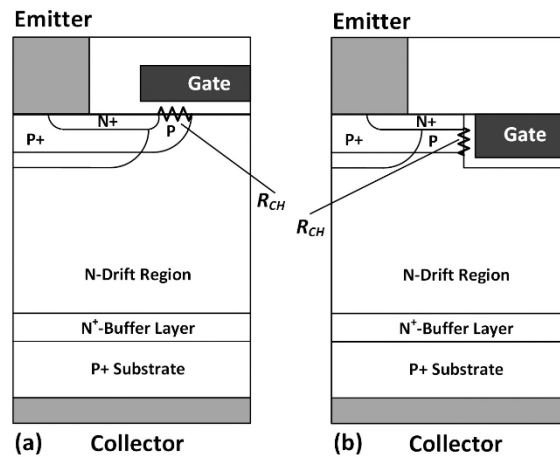 Emitter
Gate
N+
P+
P
R_CH
N-Drift Region
N⁺-Buffer Layer
P+ Substrate
(a) Collector
Emitter
Gate
N+
P+
P
R_CH
N-Drift Region
N⁺-Buffer Layer
P+ Substrate
(b) Collector